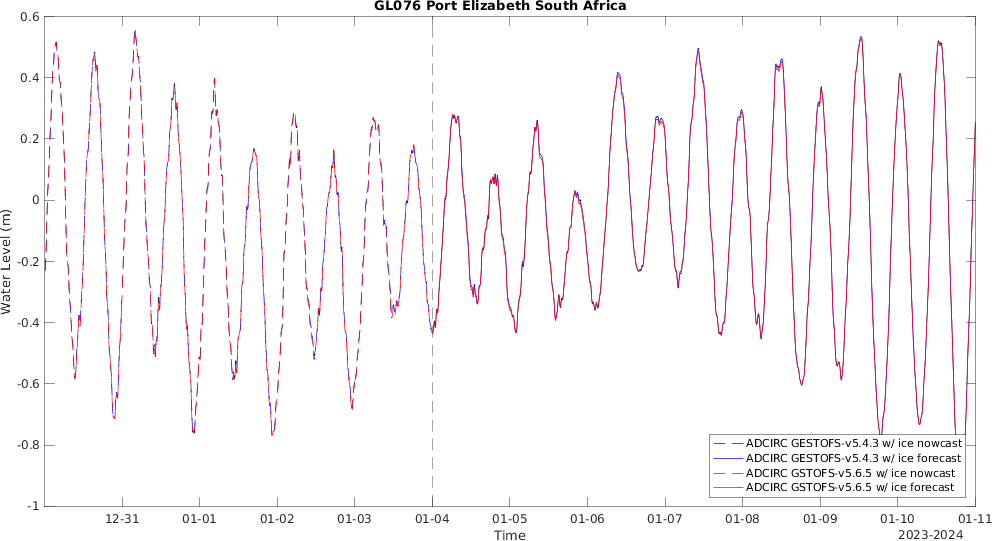 GL076 Port Elizabeth South Africa
0.6
0.4
0.2
0
-0.2
-0.4
-0.6
-0.8
-1
Water Level (m)
ADCIRC GESTOFS-v5.4.3 w/ ice nowcast
ADCIRC GESTOFS-v5.4.3 w/ ice forecast
ADCIRC GSTOFS-v5.6.5 w/ ice nowcast
ADCIRC GSTOFS-v5.6.5 w/ ice forecast
12-31 01-01 01-02 01-03 01-04 01-05 01-06 01-07 01-08 01-09 01-10 01-11
Time
2023-2024